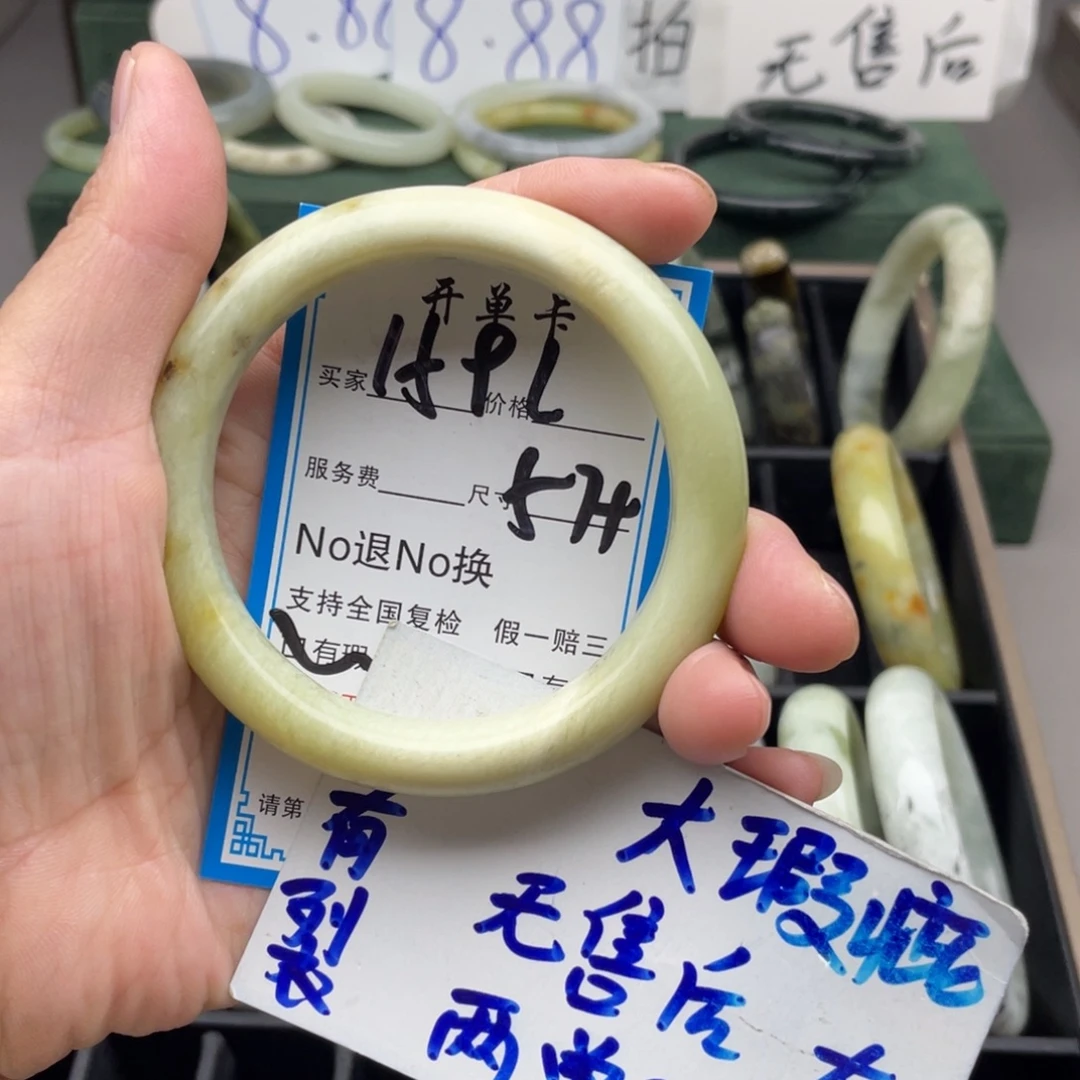 8.88
8.88
拍
无售后
开单卡
买家 价格
服务费 尺寸
57H
No退No换
支持全国复检 假一赔三
请第
有裂
大瑕疵
无售后
两